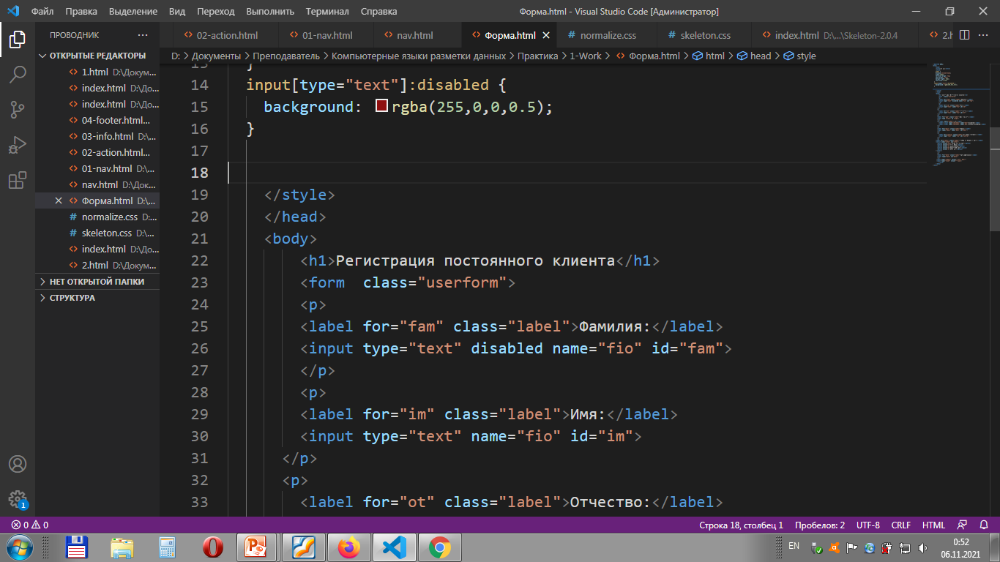 Файл Правка Выделение Вид Переход Выполнить Терминал Справка Форма.html - Visual Studio Code [Администратор]
ПРОВОДНИК ··· 02-action.html 01-nav.html nav.html Форма.html normalize.css skeleton.css index.html D:\...\Skeleton-2.0.4 2.h ···
ОТКРЫТЫЕ РЕДАКТОРЫ
1.html D:\Докум...
index.html D:\До...
index.html D:\До...
04-footer.html...
03-info.html D:\...
02-action.html...
01-nav.html D:\...
nav.html D:\Док...
Форма.html D:\...
normalize.css D:...
skeleton.css D:\...
index.html D:\До...
2.html D:\Докум...
НЕТ ОТКРЫТОЙ ПАПКИ
СТРУКТУРА
D: > Документы > Преподаватель > Компьютерные языки разметки данных > Практика > 1-Work > Форма.html > html > head > style
13 }
14 input[type="text"]:disabled {
15 background: rgba(255,0,0,0.5);
16 }
17
18
19 </style>
20 </head>
21 <body>
22 <h1>Регистрация постоянного клиента</h1>
23 <form  class="userform">
24 <p>
25 <label for="fam" class="label">Фамилия:</label>
26 <input type="text" disabled name="fio" id="fam">
27 </p>
28 <p>
29 <label for="im" class="label">Имя:</label>
30 <input type="text" name="fio" id="im">
31 </p>
32 <p>
33 <label for="ot" class="label">Отчество:</label>
1
0 0 Строка 18, столбец 1 Пробелов: 2 UTF-8 CRLF HTML
EN 0:52
06.11.2021